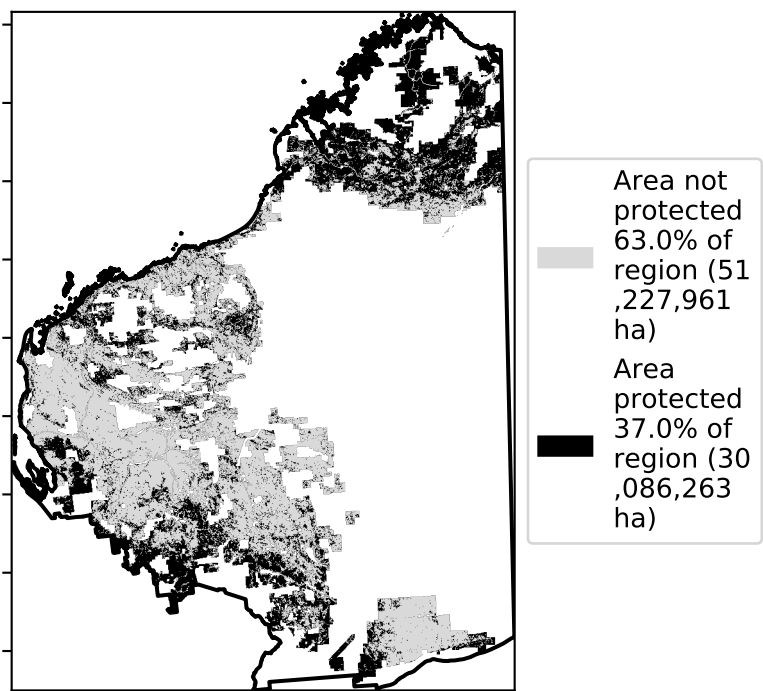 Area not
protected
63.0% of
region (51
,227,961
ha)
Area
protected
37.0% of
region (30
,086,263
ha)